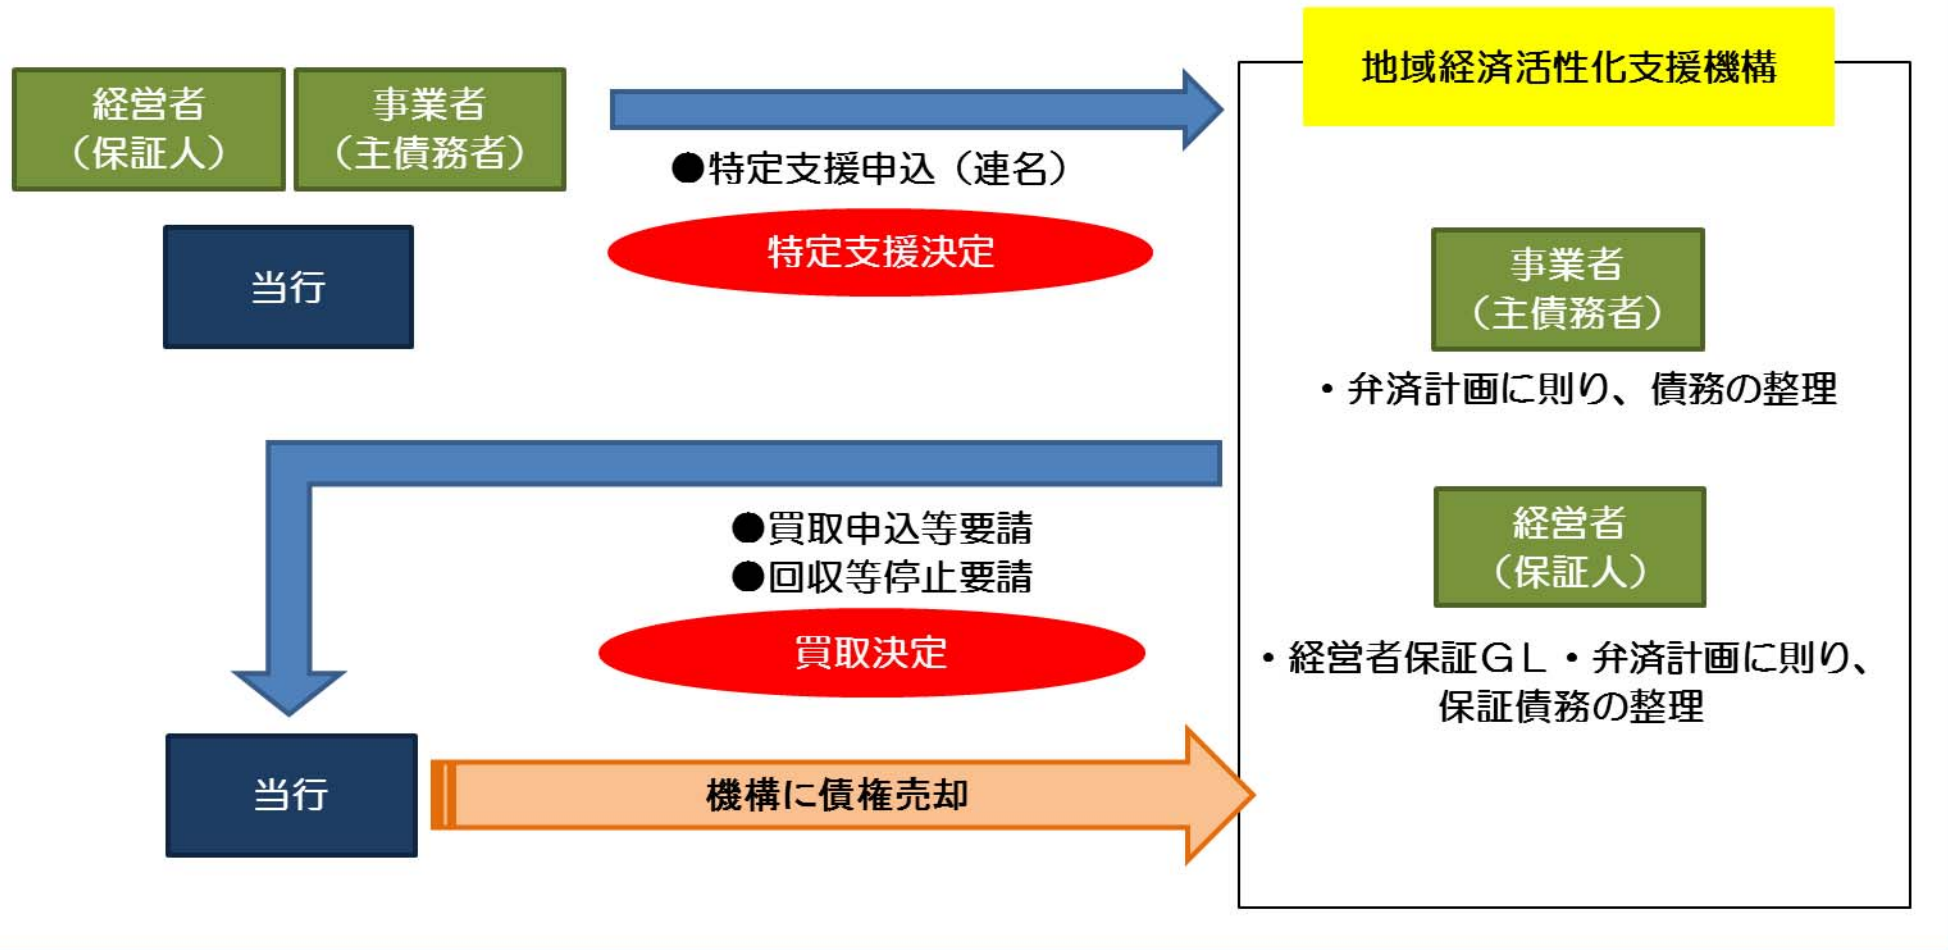 経営者
（保証人）
事業者
（主債務者）
当行
●特定支援申込（連名）
特定支援決定
地域経済活性化支援機構
事業者
（主債務者）
・弁済計画に則り、債務の整理
経営者
（保証人）
・経営者保証ＧＬ・弁済計画に則り、
保証債務の整理
●買取申込等要請
●回収等停止要請
買取決定
当行
機構に債権売却